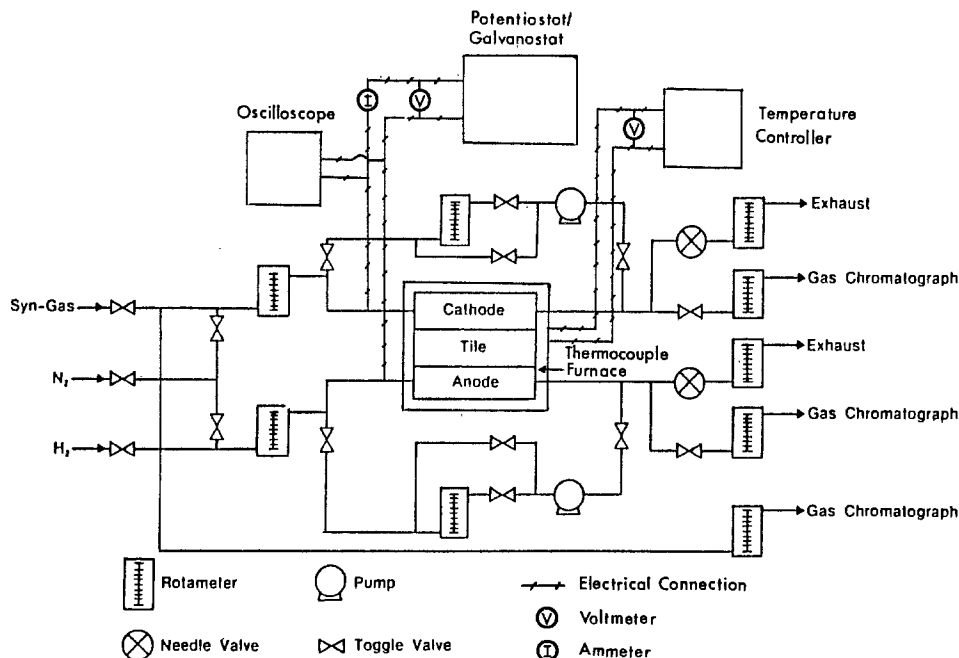 Potentiostat/
Galvanostat
I
V
Oscilloscope
Temperature
Controller
V
Exhaust
Syn-Gas
Gas Chromatograph
Cathode
Tile
Thermocouple
Furnace
Anode
Exhaust
N₂
Gas Chromatograph
H₂
Gas Chromatograph
Rotameter
Pump
Electrical Connection
V Voltmeter
Needle Valve
Toggle Valve
I Ammeter